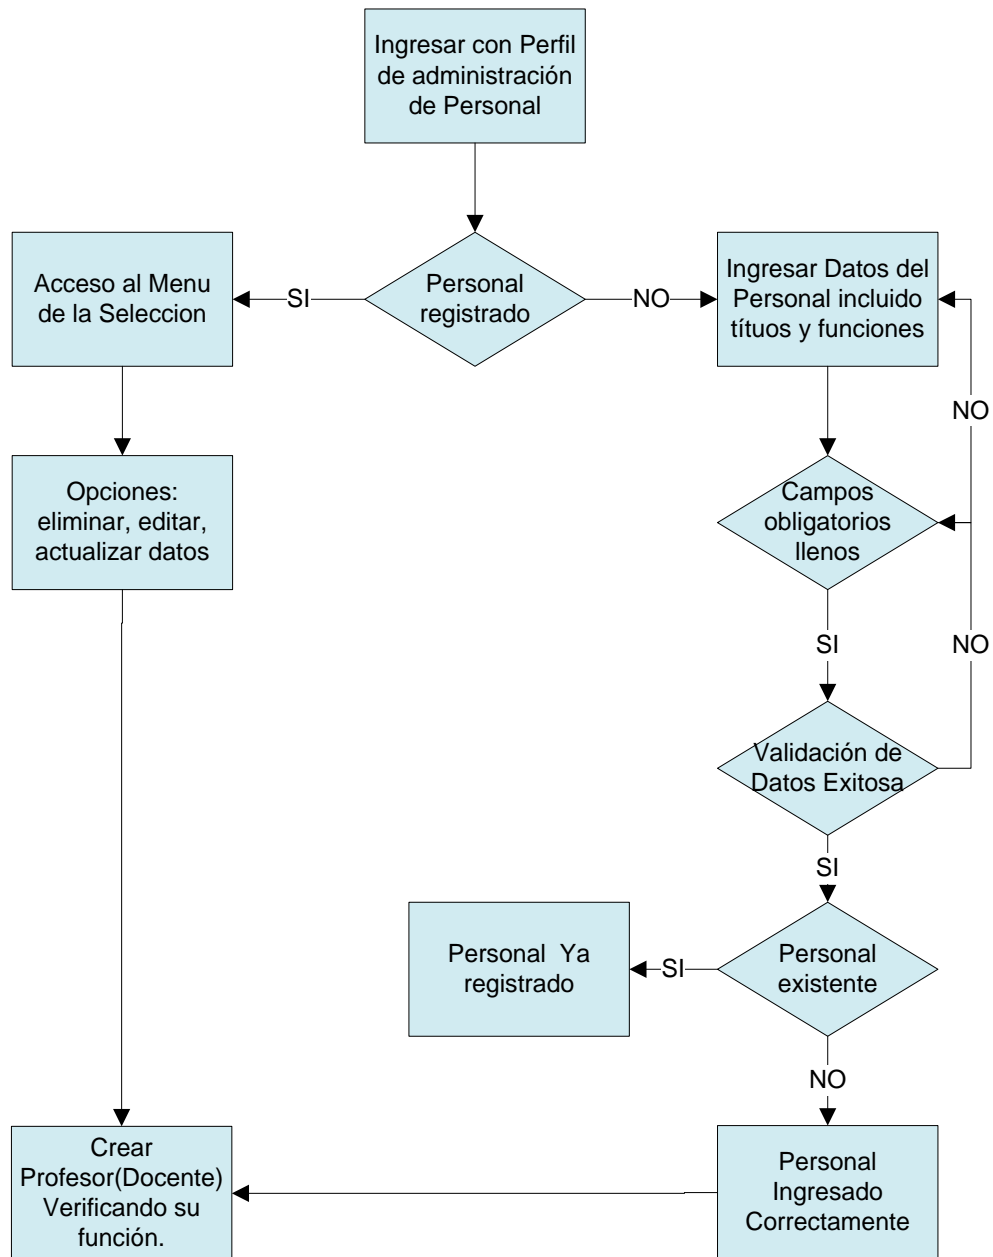 Ingresar con Perfil
de administración
de Personal
Acceso al Menu
de la Seleccion
SI
Personal
registrado
NO
Ingresar Datos del
Personal incluido
títuos y funciones
NO
Opciones:
eliminar, editar,
actualizar datos
Campos
obligatorios
llenos
SI
NO
Validación de
Datos Exitosa
SI
Personal Ya
registrado
SI
Personal
existente
NO
Crear
Profesor(Docente)
Verificando su
función.
Personal
Ingresado
Correctamente